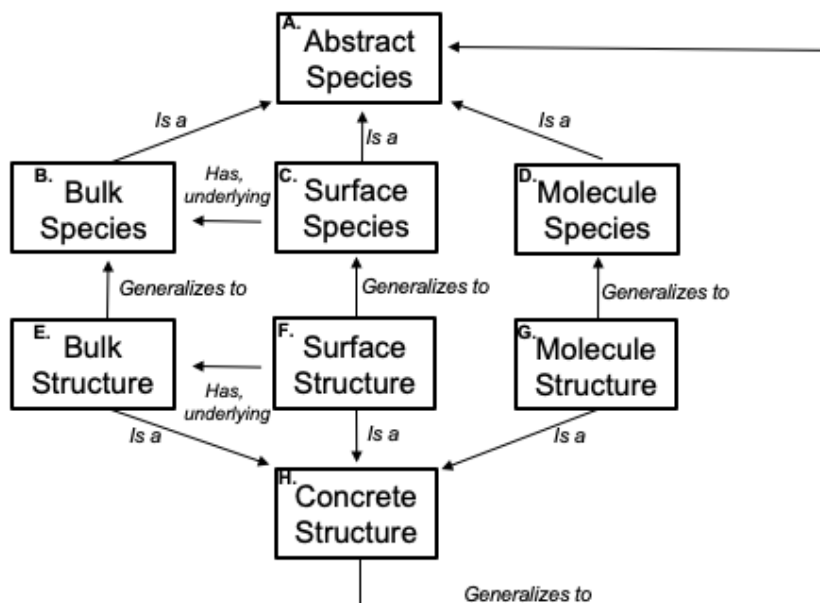 A.
Abstract
Species
Is a
Is a
Is a
B.
Bulk
Species
Has,
underlying
C.
Surface
Species
D.
Molecule
Species
Generalizes to
Generalizes to
Generalizes to
E.
Bulk
Structure
Has,
underlying
F.
Surface
Structure
G.
Molecule
Structure
Is a
Is a
Is a
H.
Concrete
Structure
Generalizes to